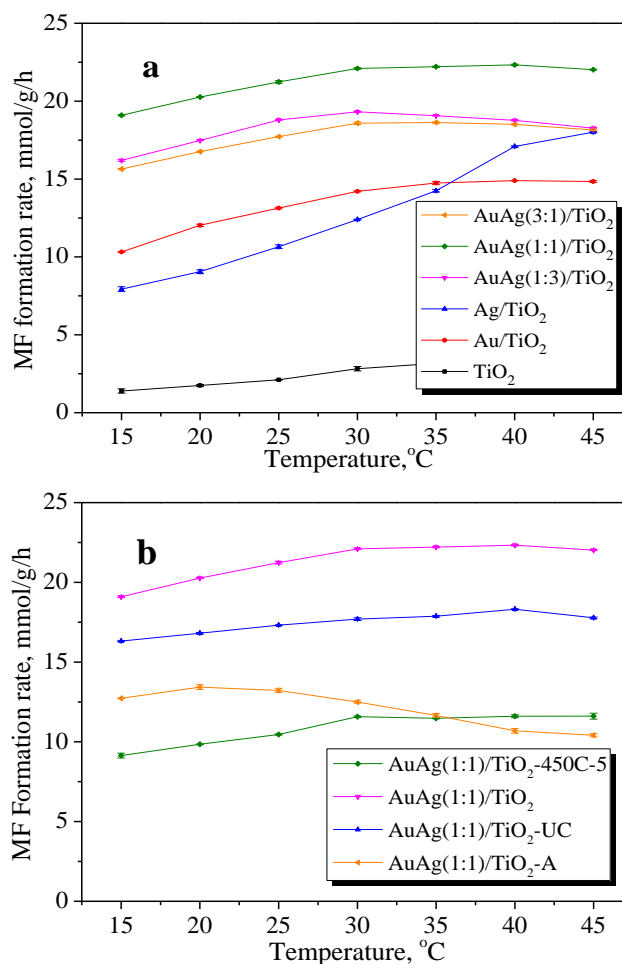 a
MF formation rate, mmol/g/h
25
20
15
10
5
0
AuAg(3:1)/TiO₂
AuAg(1:1)/TiO₂
AuAg(1:3)/TiO₂
Ag/TiO₂
Au/TiO₂
TiO₂
15 20 25 30 35 40 45
Temperature,°C
b
MF Formation rate, mmol/g/h
25
20
15
10
5
0
AuAg(1:1)/TiO₂-450C-5
AuAg(1:1)/TiO₂
AuAg(1:1)/TiO₂-UC
AuAg(1:1)/TiO₂-A
15 20 25 30 35 40 45
Temperature, °C